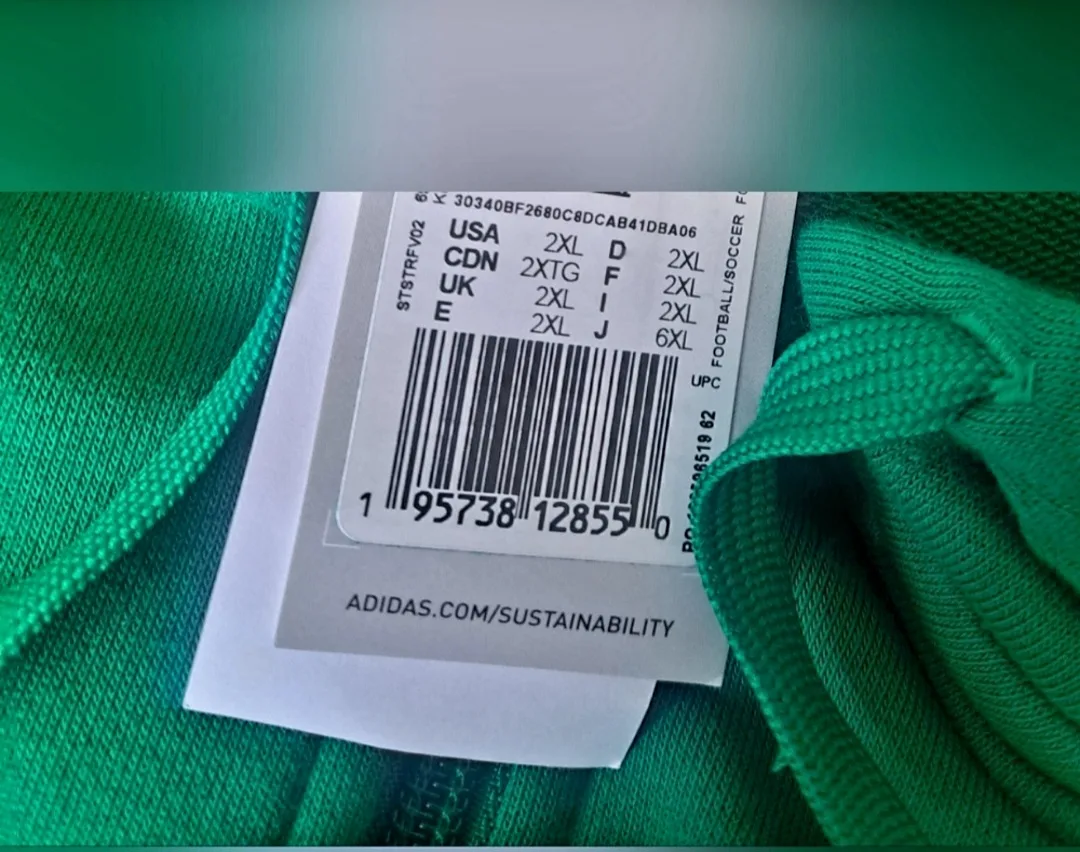 30340BF2680C8DCAB41DBA06
STSTRFV02
USA 2XL D 2XL
CDN 2XTG F 2XL
UK 2XL I 2XL
E 2XL J 6XL
FOOTBALL/SOCCER
UPC
1 95738 12855 0
ADIDAS.COM/SUSTAINABILITY